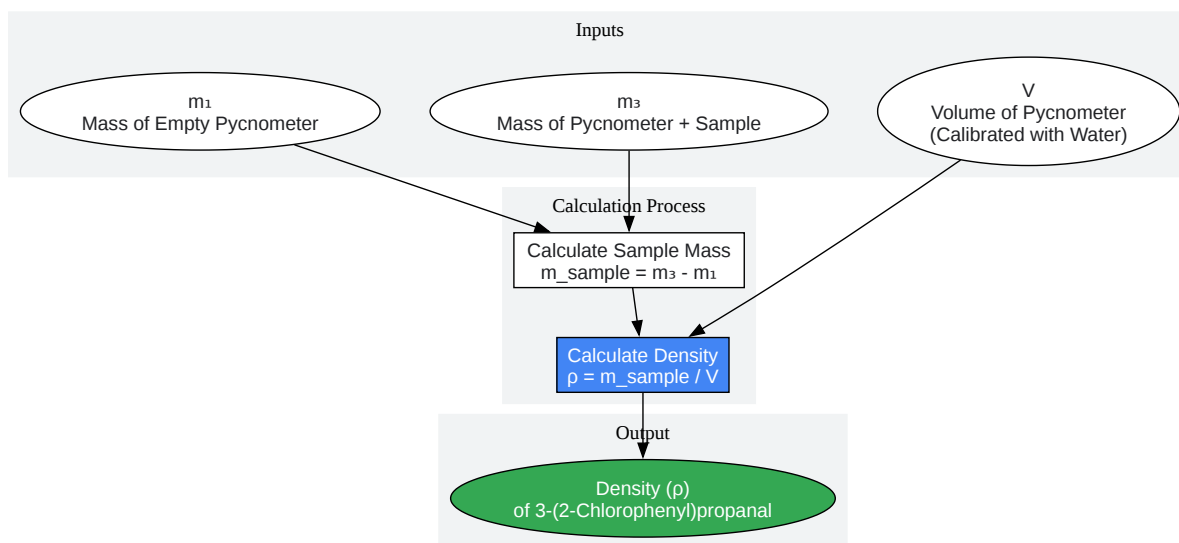 Inputs
m₁
Mass of Empty Pycnometer
m₃
Mass of Pycnometer + Sample
V
Volume of Pycnometer
(Calibrated with Water)
Calculation Process
Calculate Sample Mass
m_sample = m₃ - m₁
Calculate Density
ρ = m_sample / V
Output
Density (ρ)
of 3-(2-Chlorophenyl)propanal